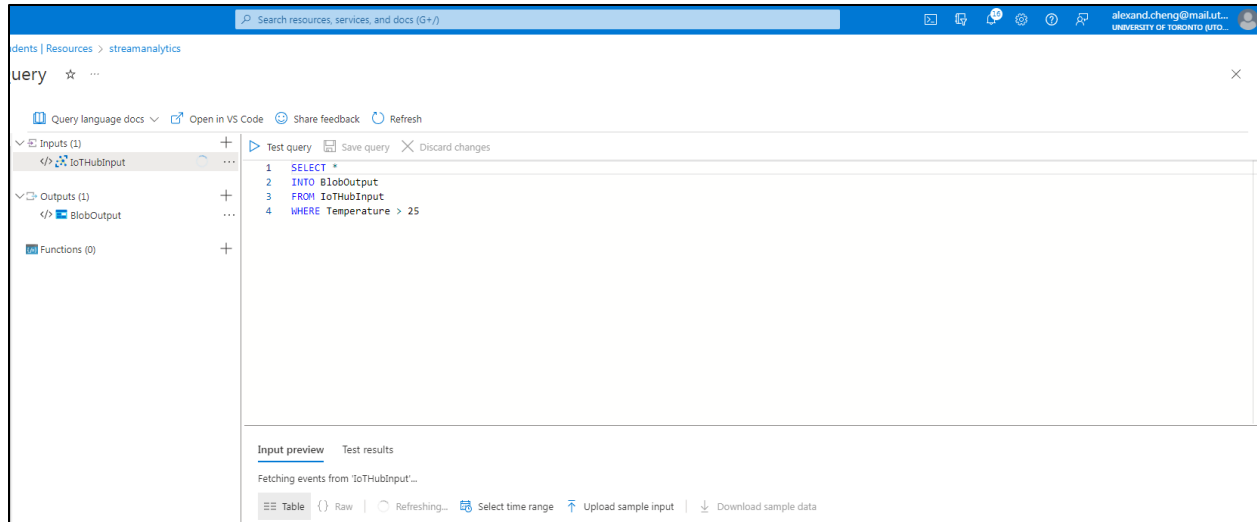 Search resources, services, and docs (G+/)
16
alexand.cheng@mail.ut...
UNIVERSITY OF TORONTO (UTO...
dents | Resources > streamanalytics
uery ☆ ...
Query language docs Open in VS Code Share feedback Refresh
Inputs (1) +
</> IoTHubInput ...
Outputs (1) +
</> BlobOutput ...
Functions (0) +
Test query Save query Discard changes
1 SELECT *
2 INTO BlobOutput
3 FROM IoTHubInput
4 WHERE Temperature > 25
Input preview Test results
Fetching events from 'IoTHubInput'...
Table {} Raw | Refreshing... Select time range Upload sample input | Download sample data